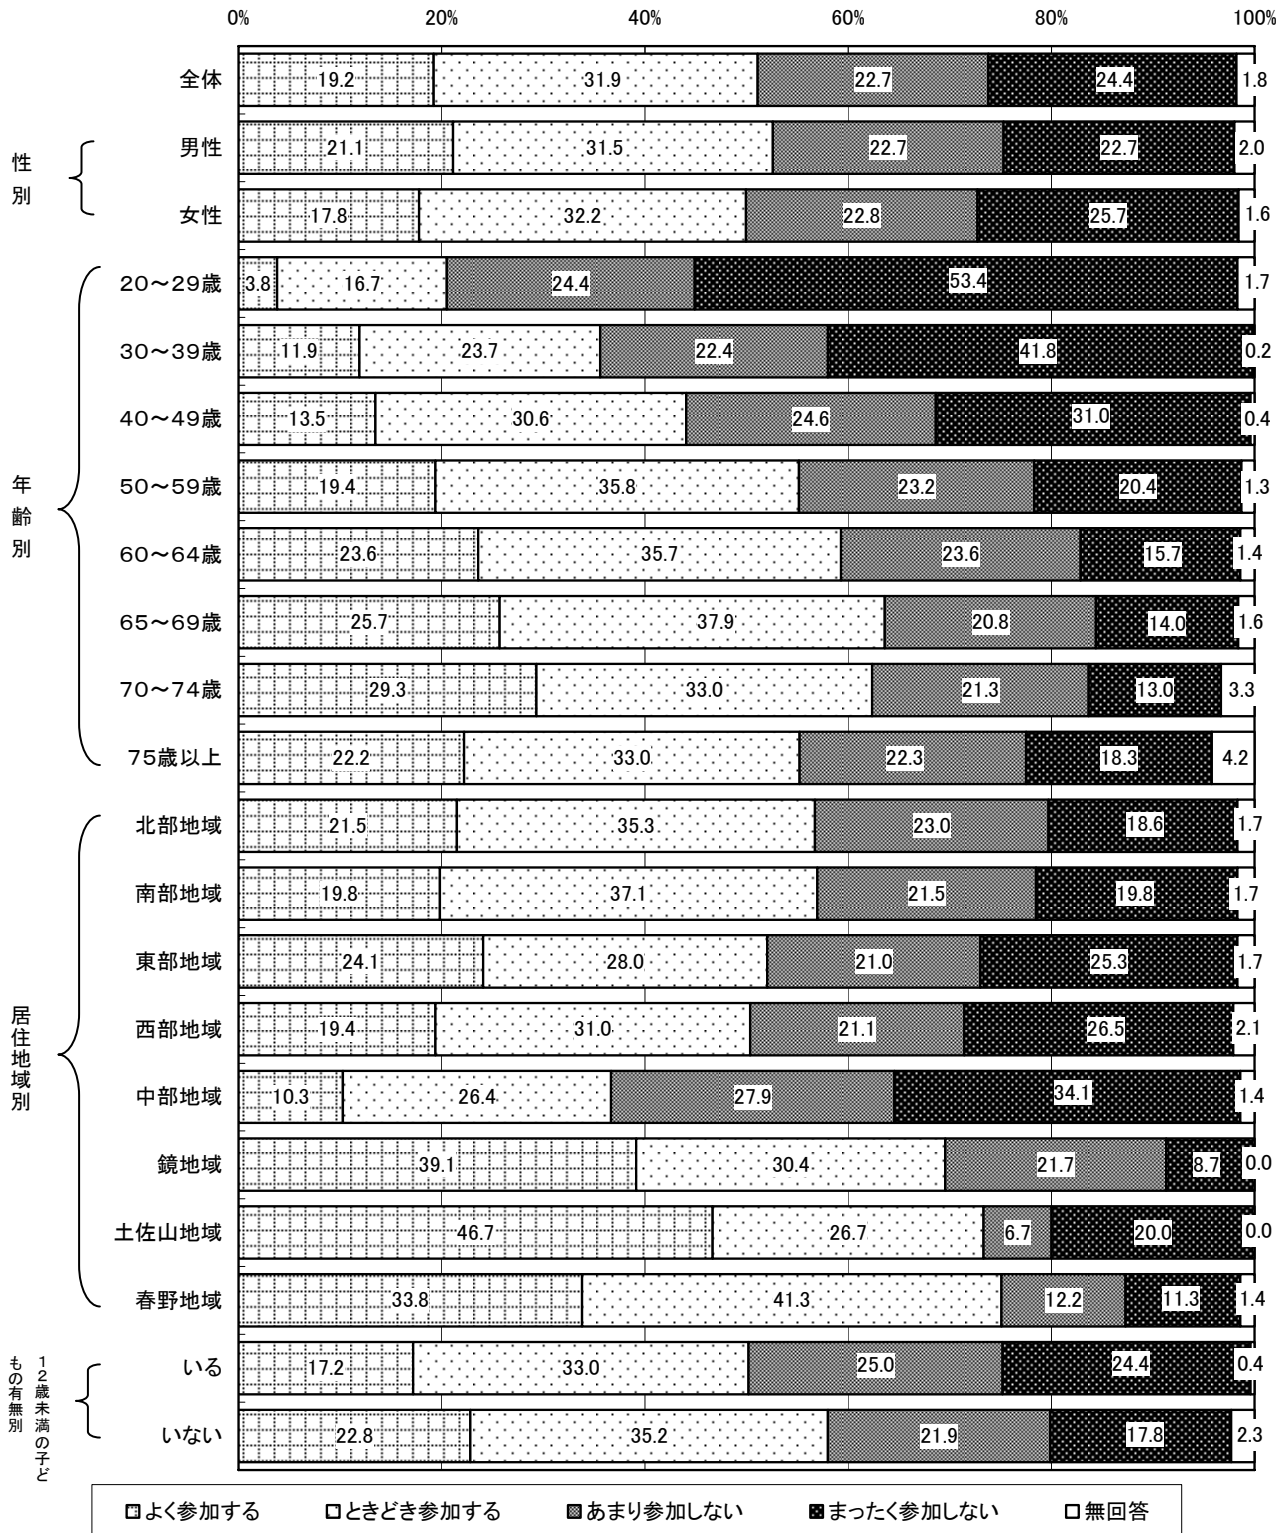 0% 20% 40% 60% 80% 100%
全体 19.2 31.9 22.7 24.4 1.8
性別
男性 21.1 31.5 22.7 22.7 2.0
女性 17.8 32.2 22.8 25.7 1.6
年齢別
20～29歳 3.8 16.7 24.4 53.4 1.7
30～39歳 11.9 23.7 22.4 41.8 0.2
40～49歳 13.5 30.6 24.6 31.0 0.4
50～59歳 19.4 35.8 23.2 20.4 1.3
60～64歳 23.6 35.7 23.6 15.7 1.4
65～69歳 25.7 37.9 20.8 14.0 1.6
70～74歳 29.3 33.0 21.3 13.0 3.3
75歳以上 22.2 33.0 22.3 18.3 4.2
居住地域別
北部地域 21.5 35.3 23.0 18.6 1.7
南部地域 19.8 37.1 21.5 19.8 1.7
東部地域 24.1 28.0 21.0 25.3 1.7
西部地域 19.4 31.0 21.1 26.5 2.1
中部地域 10.3 26.4 27.9 34.1 1.4
鏡地域 39.1 30.4 21.7 8.7 0.0
土佐山地域 46.7 26.7 6.7 20.0 0.0
春野地域 33.8 41.3 12.2 11.3 1.4
１２歳未満の子ど
もの有無別
いる 17.2 33.0 25.0 24.4 0.4
いない 22.8 35.2 21.9 17.8 2.3
よく参加する ときどき参加する あまり参加しない まったく参加しない 無回答